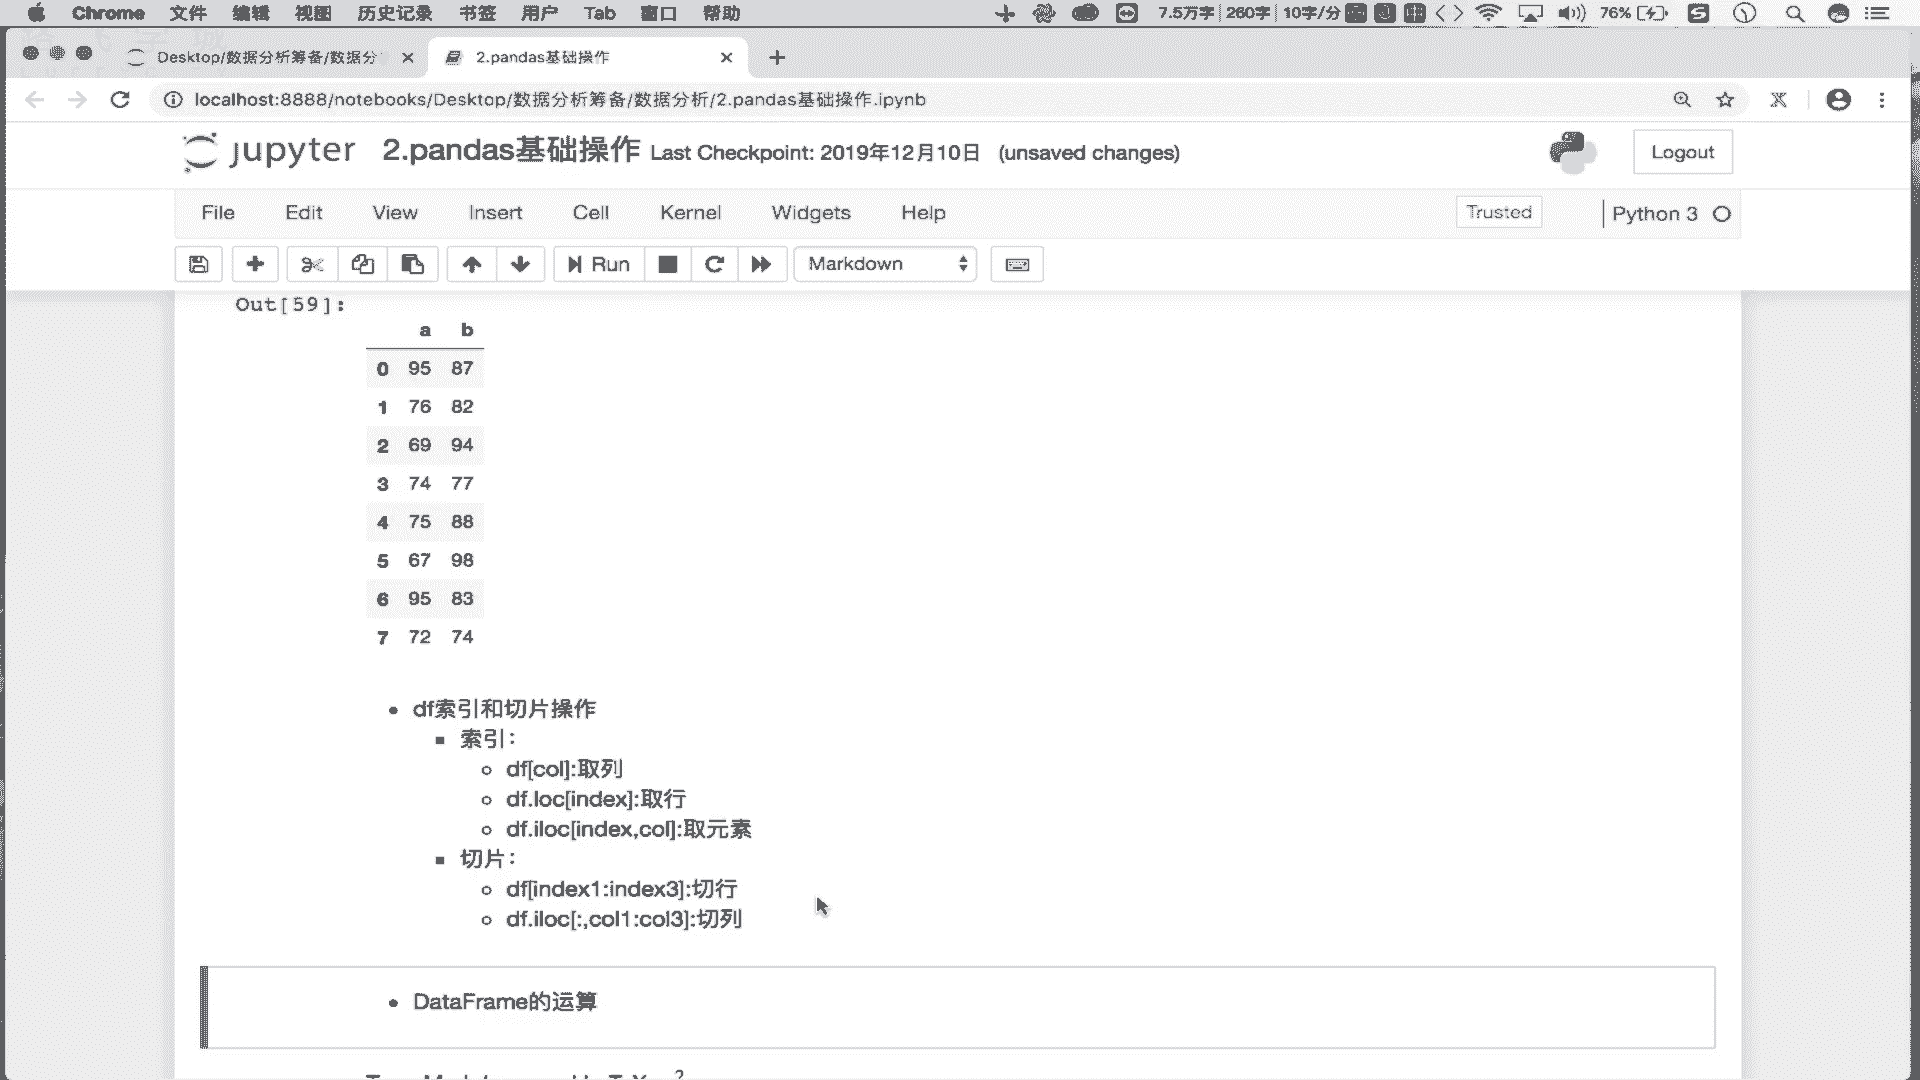 Chrome 文件 编辑 视图 历史记录 书签 用户 Tab 窗口 帮助 7.5万字 260字 10字/分 76%
Desktop/数据分析筹备/数据分 2.pandas基础操作
localhost:8888/notebooks/Desktop/数据分析筹备/数据分析/2.pandas基础操作.ipynb
jupyter 2.pandas基础操作 Last Checkpoint: 2019年12月10日 (unsaved changes) Logout
File Edit View Insert Cell Kernel Widgets Help Trusted Python 3
Run Markdown
Out[59]:
a b
0 95 87
1 76 82
2 69 94
3 74 77
4 75 88
5 67 98
6 95 83
7 72 74
df索引和切片操作
索引:
df[col]:取列
df.loc[index]:取行
df.iloc[index,col]:取元素
切片:
df[index1:index3]:切行
df.iloc[:,col1:col3]:切列
DataFrame的运算